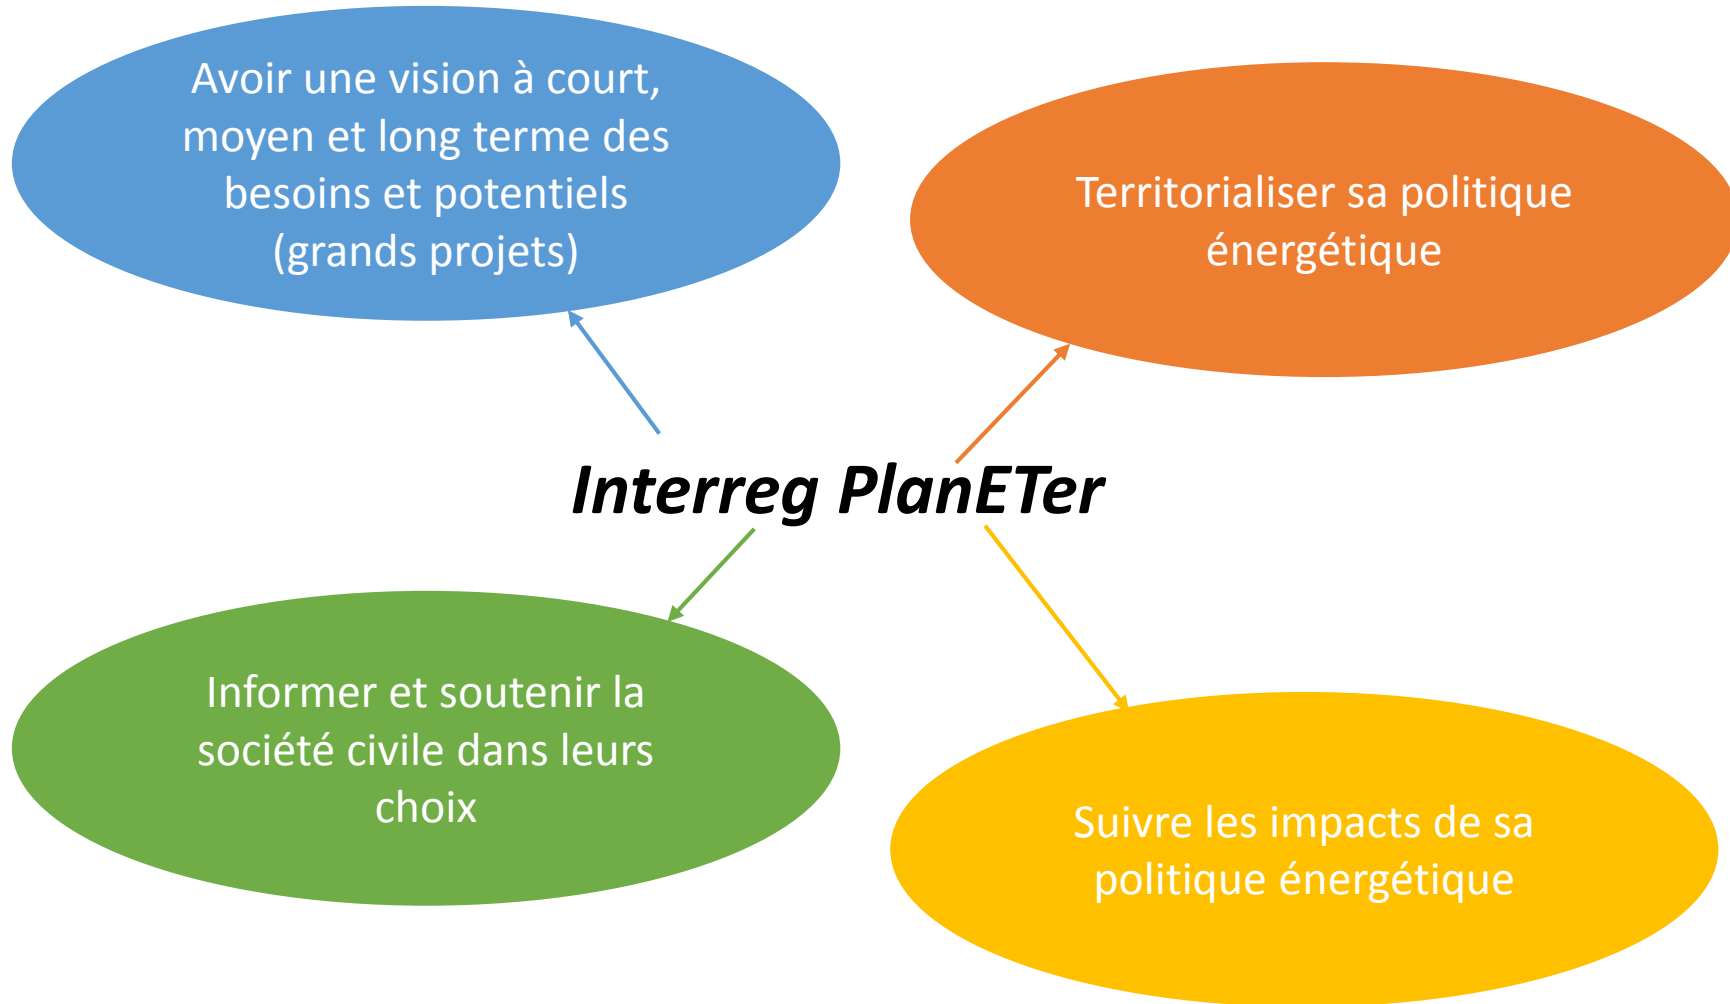 Avoir une vision à court,
moyen et long terme des
besoins et potentiels
(grands projets)
Territorialiser sa politique
énergétique
Interreg PlanETer
Informer et soutenir la
société civile dans leurs
choix
Suivre les impacts de sa
politique énergétique